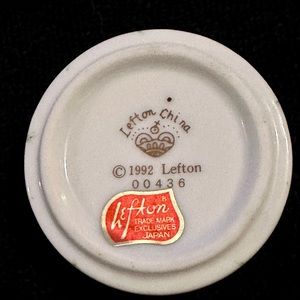 Lefton China
© 1992 Lefton
00436
Lefton
TRADE MARK
EXCLUSIVES
JAPAN